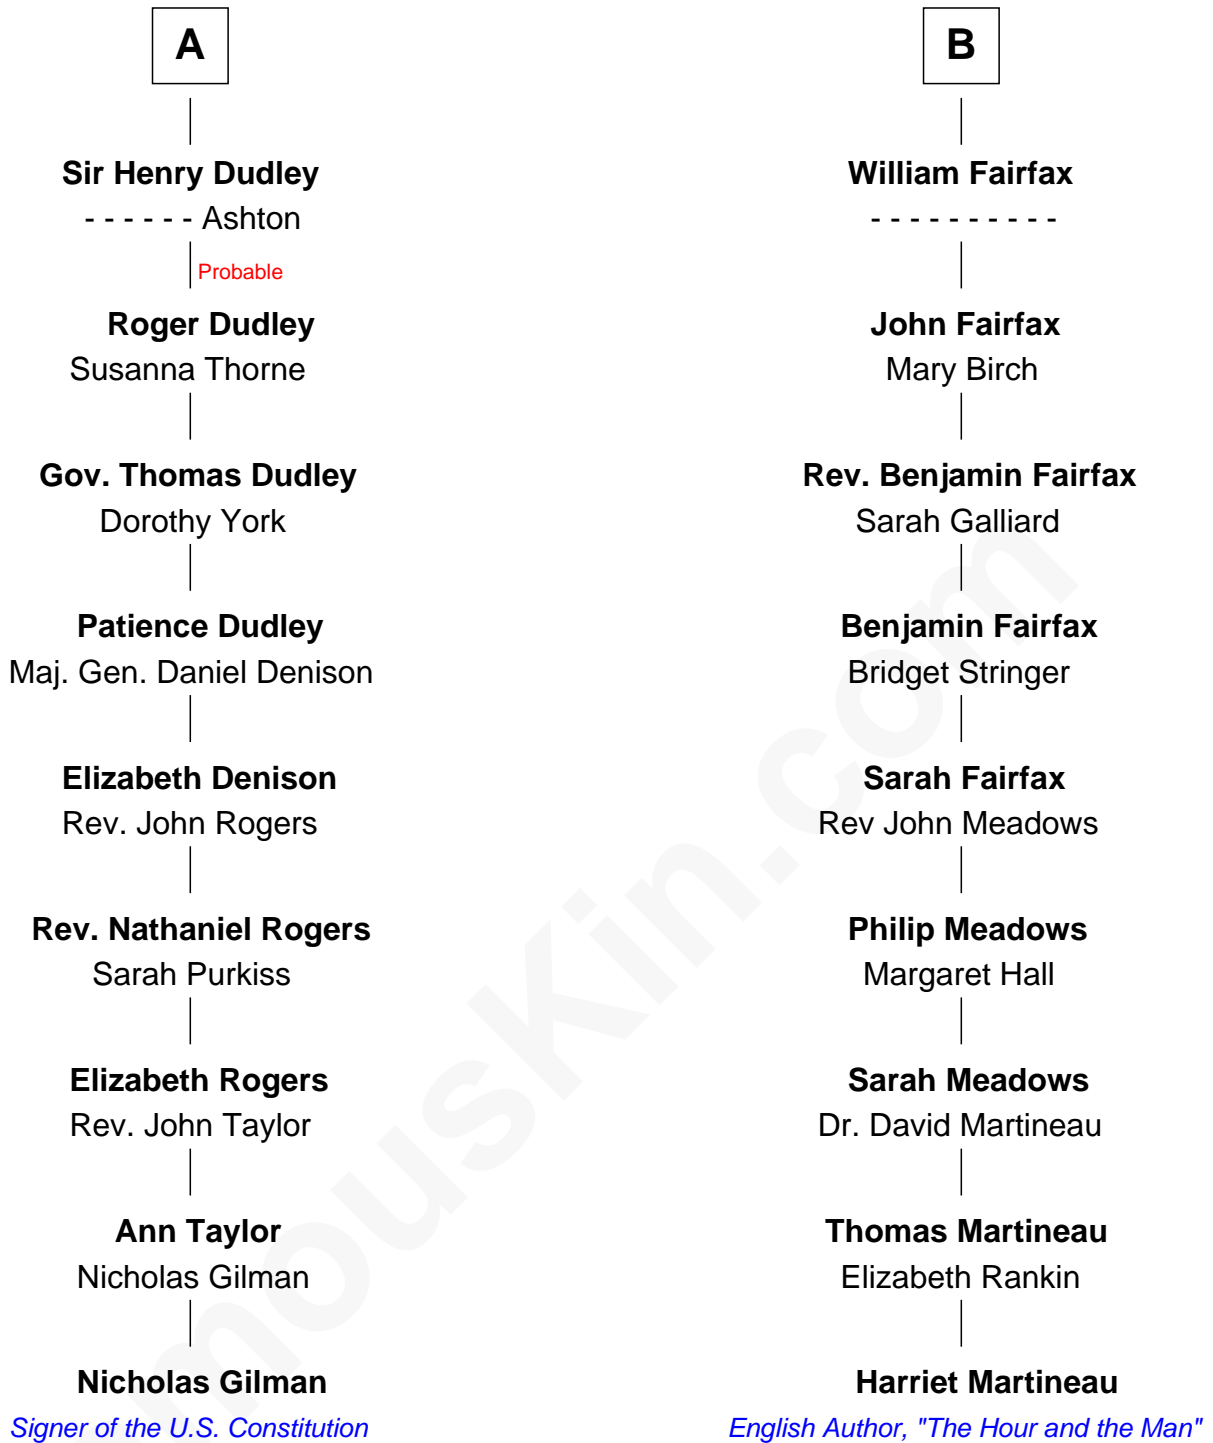 A
Sir Henry Dudley
- - - - - - Ashton
Probable
Roger Dudley
Susanna Thorne
Gov. Thomas Dudley
Dorothy York
Patience Dudley
Maj. Gen. Daniel Denison
Elizabeth Denison
Rev. John Rogers
Rev. Nathaniel Rogers
Sarah Purkiss
Elizabeth Rogers
Rev. John Taylor
Ann Taylor
Nicholas Gilman
Nicholas Gilman
Signer of the U.S. Constitution
B
William Fairfax
- - - - - - - - - -
John Fairfax
Mary Birch
Rev. Benjamin Fairfax
Sarah Galliard
Benjamin Fairfax
Bridget Stringer
Sarah Fairfax
Rev John Meadows
Philip Meadows
Margaret Hall
Sarah Meadows
Dr. David Martineau
Thomas Martineau
Elizabeth Rankin
Harriet Martineau
English Author, "The Hour and the Man"
mousKin.com